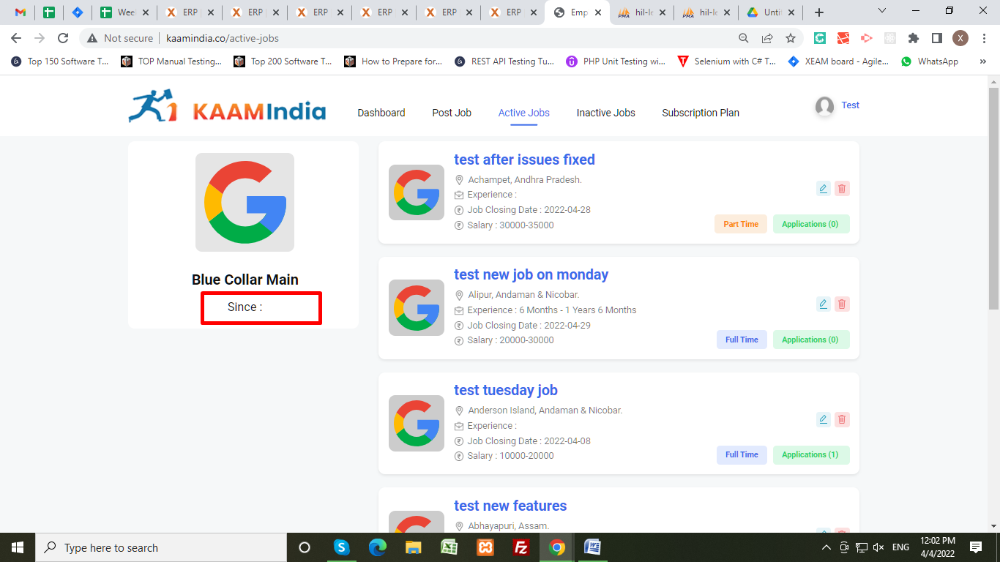 Wee
ERP
ERP
ERP
ERP
ERP
ERP
Emp
hil-le
hil-le
Unti
Not secure
kaamindia.co/active-jobs
X
Top 150 Software T...
TOP Manual Testing...
Top 200 Software T...
How to Prepare for...
REST API Testing Tu...
PHP Unit Testing wi...
Selenium with C# T...
XEAM board - Agile...
WhatsApp
»
KAAMIndia
Dashboard
Post Job
Active Jobs
Inactive Jobs
Subscription Plan
Test
Blue Collar Main
Since :
test after issues fixed
Achampet, Andhra Pradesh.
Experience :
Job Closing Date : 2022-04-28
Salary : 30000-35000
Part Time
Applications (0)
test new job on monday
Alipur, Andaman & Nicobar.
Experience : 6 Months - 1 Years 6 Months
Job Closing Date : 2022-04-29
Salary : 20000-30000
Full Time
Applications (0)
test tuesday job
Anderson Island, Andaman & Nicobar.
Experience :
Job Closing Date : 2022-04-08
Salary : 10000-20000
Full Time
Applications (1)
test new features
Abhayapuri, Assam.
Type here to search
ENG
12:02 PM
4/4/2022